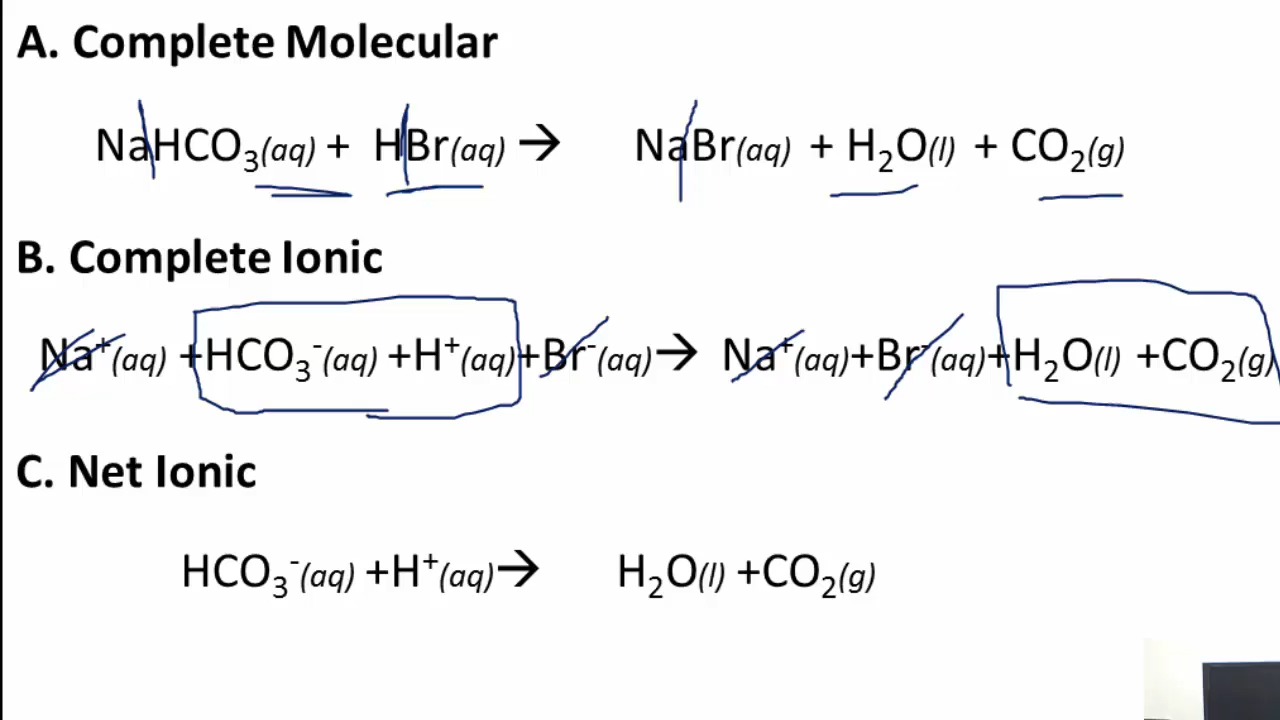 A. Complete Molecular
NaHCO₃(aq) + HBr(aq) → NaBr(aq) + H₂O(l) + CO₂(g)
B. Complete Ionic
Na⁺(aq) +HCO₃⁻(aq) +H⁺(aq)+Br⁻(aq)→ Na⁺(aq)+Br⁻(aq)+H₂O(l) +CO₂(g)
C. Net Ionic
HCO₃⁻(aq) +H⁺(aq)→ H₂O(l) +CO₂(g)